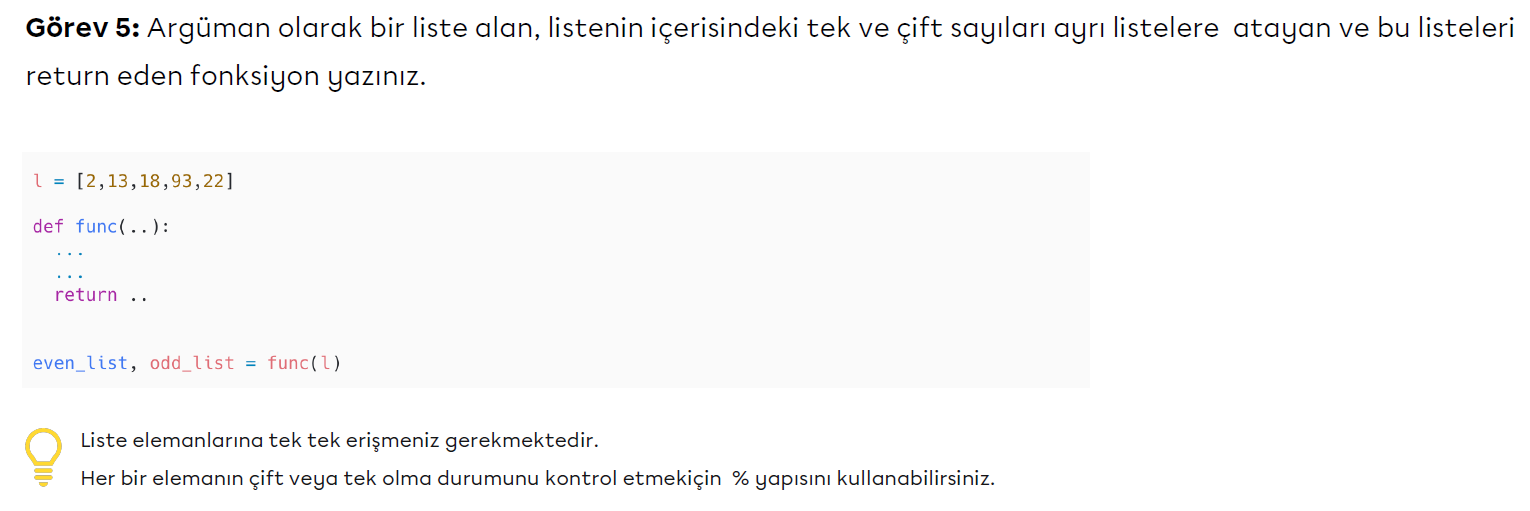 Görev 5: Argüman olarak bir liste alan, listenin içerisindeki tek ve çift sayıları ayrı listelere atayan ve bu listeleri
return eden fonksiyon yazınız.
l = [2,13,18,93,22]
def func(..):
...
...
return ..
even_list, odd_list = func(l)
Liste elemanlarına tek tek erişmeniz gerekmektedir.
Her bir elemanın çift veya tek olma durumunu kontrol etmekiçin % yapısını kullanabilirsiniz.